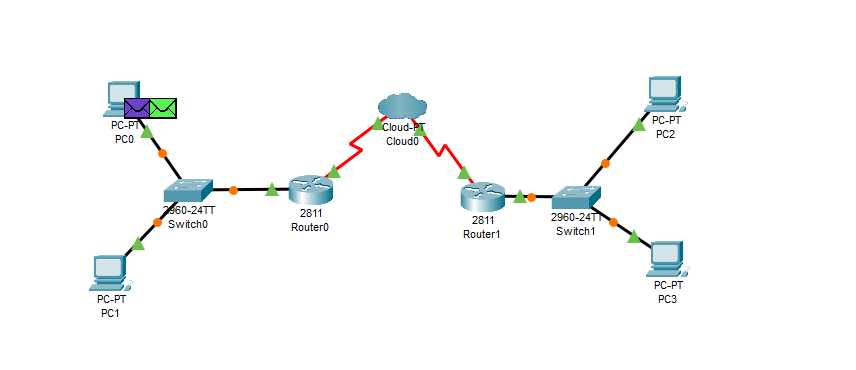 PC-PT
PC0
2960-24TT
Switch0
PC-PT
PC1
2811
Router0
Cloud-PT
Cloud0
2811
Router1
2960-24TT
Switch1
PC-PT
PC2
PC-PT
PC3